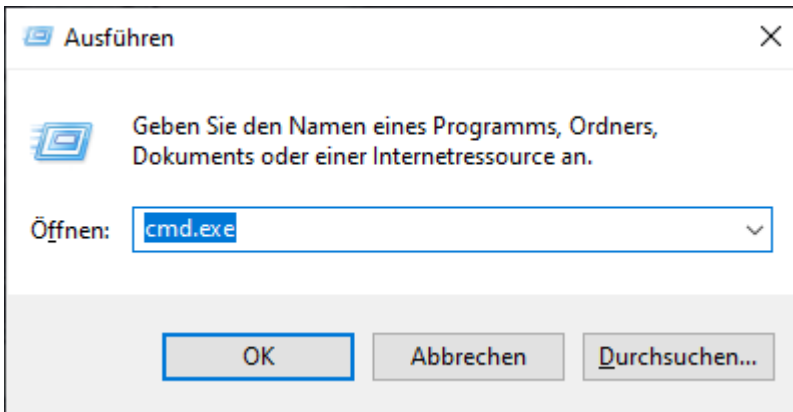 Ausführen
Geben Sie den Namen eines Programms, Ordners,
Dokuments oder einer Internetressource an.
Öffnen: cmd.exe
OK Abbrechen Durchsuchen...